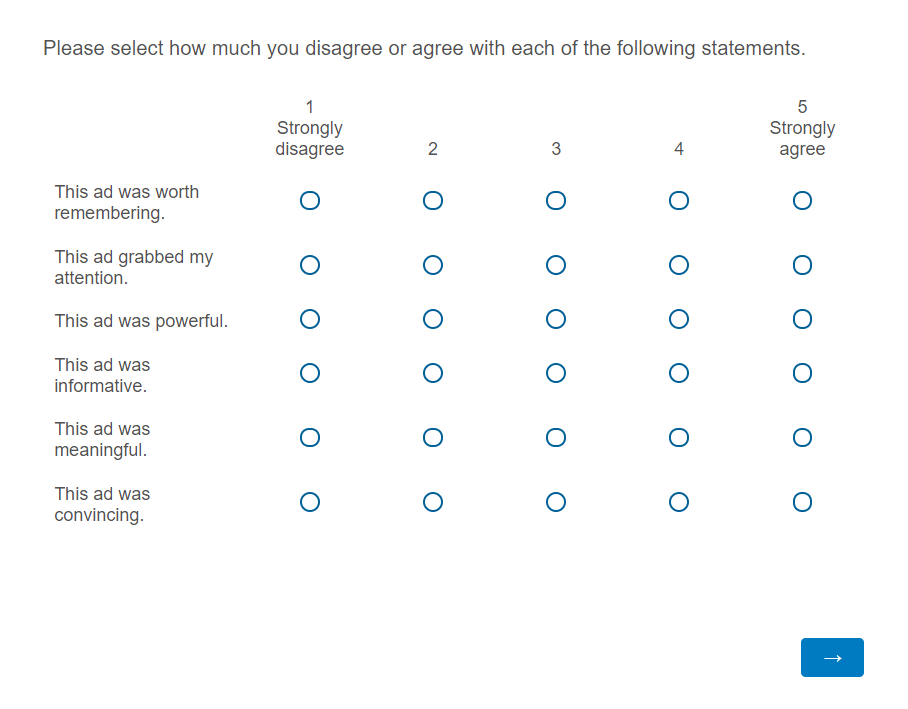 Please select how much you disagree or agree with each of the following statements.
1
Strongly
disagree
2
3
4
5
Strongly
agree
This ad was worth
remembering.
This ad grabbed my
attention.
This ad was powerful.
This ad was
informative.
This ad was
meaningful.
This ad was
convincing.
→